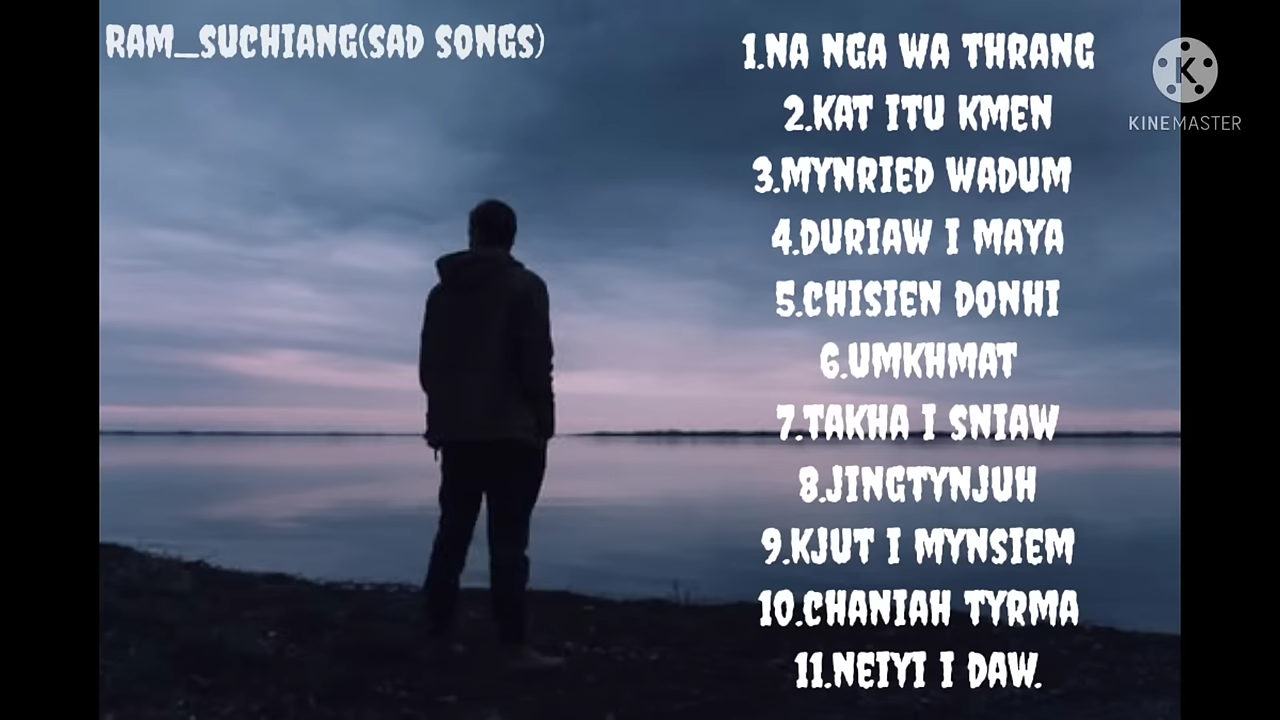 RAM_SUCHIANG(SAD SONGS)
1.NA NGA WA THRANG
2.KAT ITU KMEN
3.MYNRIED WADUM
4.DURIAW I MAYA
5.CHISIEN DONHI
6.UMKHMAT
7.TAKHA I SNIAW
8.JINGTYNJUH
9.KJUT I MYNSIEM
10.CHANIAH TYRMA
11.NEIYI I DAW.
K
KINEMASTER